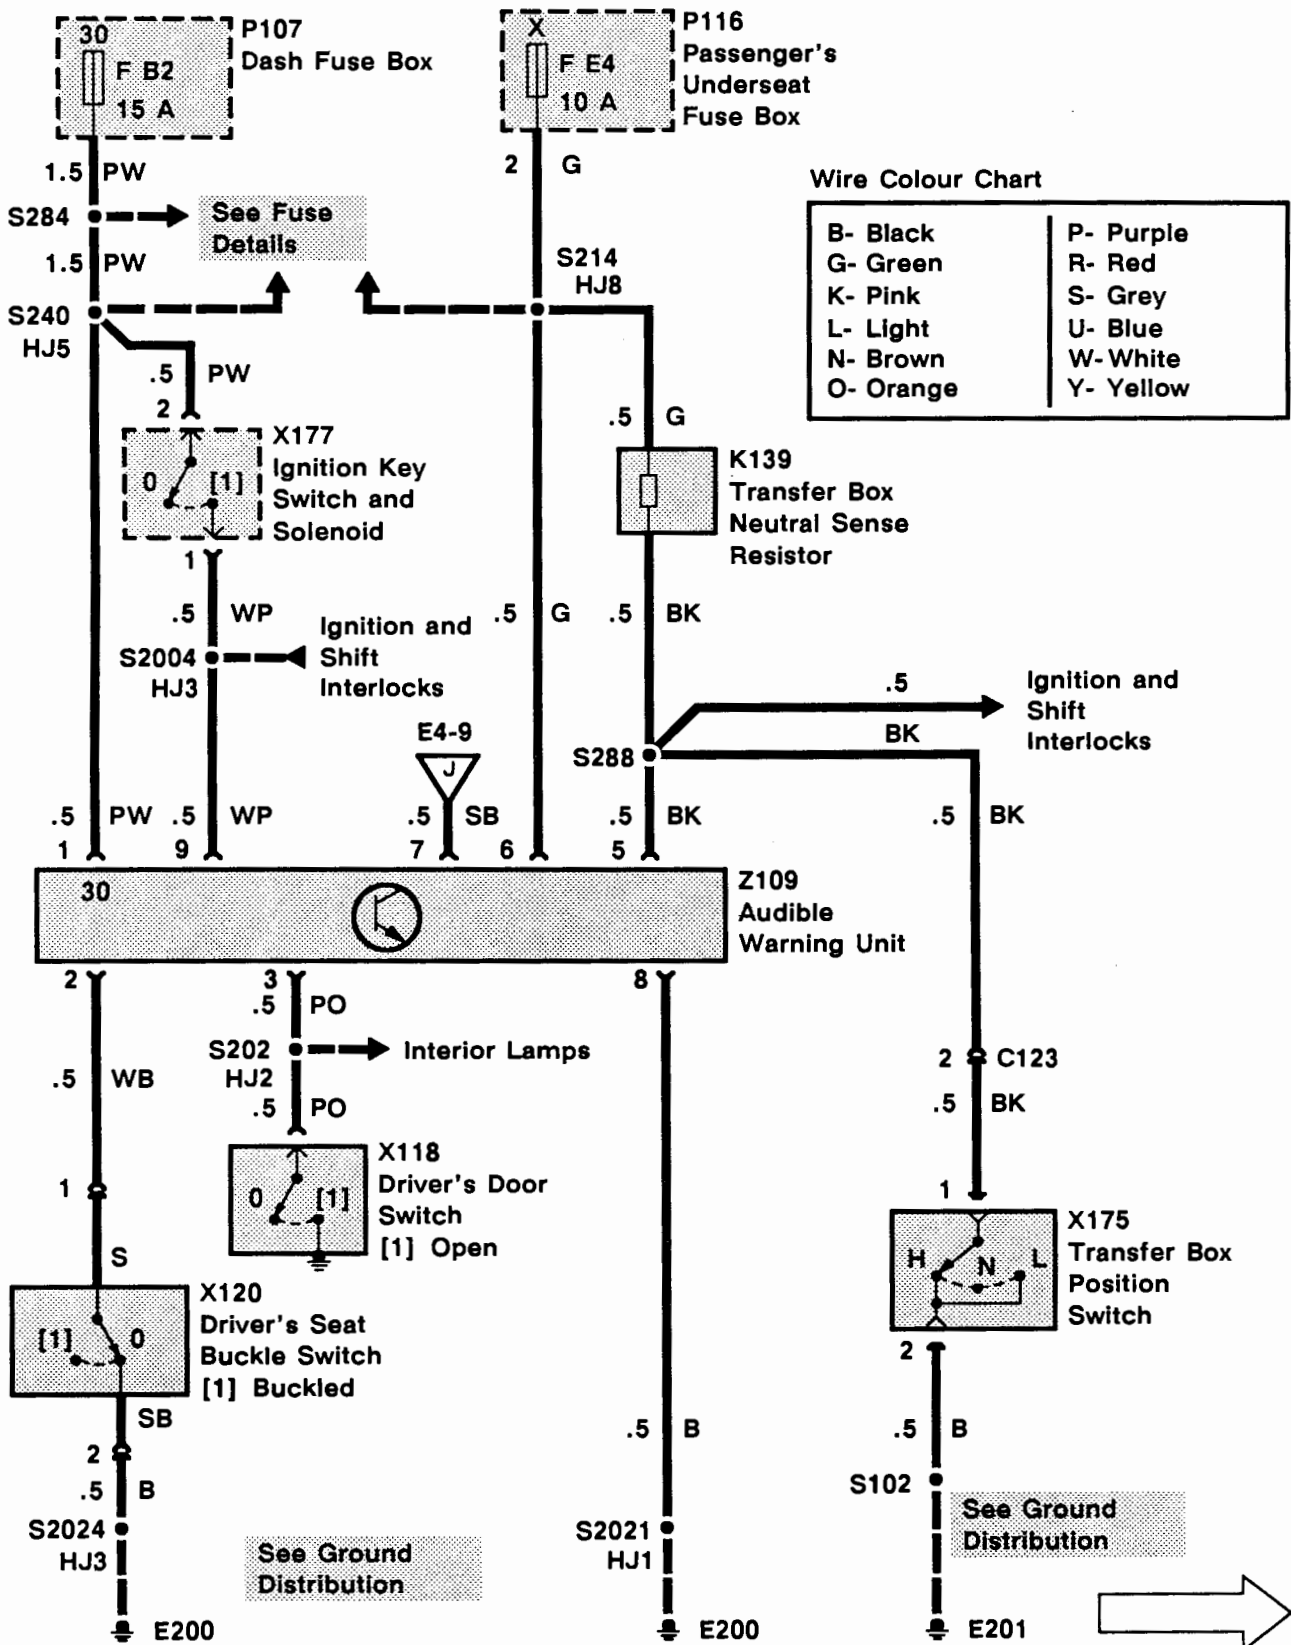 30
F B2
15 A
P107
Dash Fuse Box
X
F E4
10 A
P116
Passenger's
Underseat
Fuse Box
1.5 PW
2 G
S284
See Fuse
Details
1.5 PW
S240
HJ5
S214
HJ8
Wire Colour Chart
B- Black
G- Green
K- Pink
L- Light
N- Brown
O- Orange
P- Purple
R- Red
S- Grey
U- Blue
W- White
Y- Yellow
.5 PW
2
X177
Ignition Key
Switch and
Solenoid
0 [1]
1
.5 G
K139
Transfer Box
Neutral Sense
Resistor
.5 WP
S2004
HJ3
Ignition and
Shift
Interlocks
.5 G
.5 BK
E4-9
J
S288
.5
BK
Ignition and
Shift
Interlocks
.5 PW
.5 WP
.5 SB
.5 BK
.5 BK
1
9
7
6
5
30
Z109
Audible
Warning Unit
2
3
8
.5 PO
S202
HJ2
Interior Lamps
.5 PO
.5 WB
2 C123
.5 BK
1
S
X118
Driver's Door
Switch
[1] Open
0 [1]
1
X175
Transfer Box
Position
Switch
H N L
2
X120
Driver's Seat
Buckle Switch
[1] Buckled
[1] 0
SB
2
.5 B
S2024
HJ3
E200
See Ground
Distribution
.5 B
S2021
HJ1
E200
.5 B
S102
See Ground
Distribution
E201